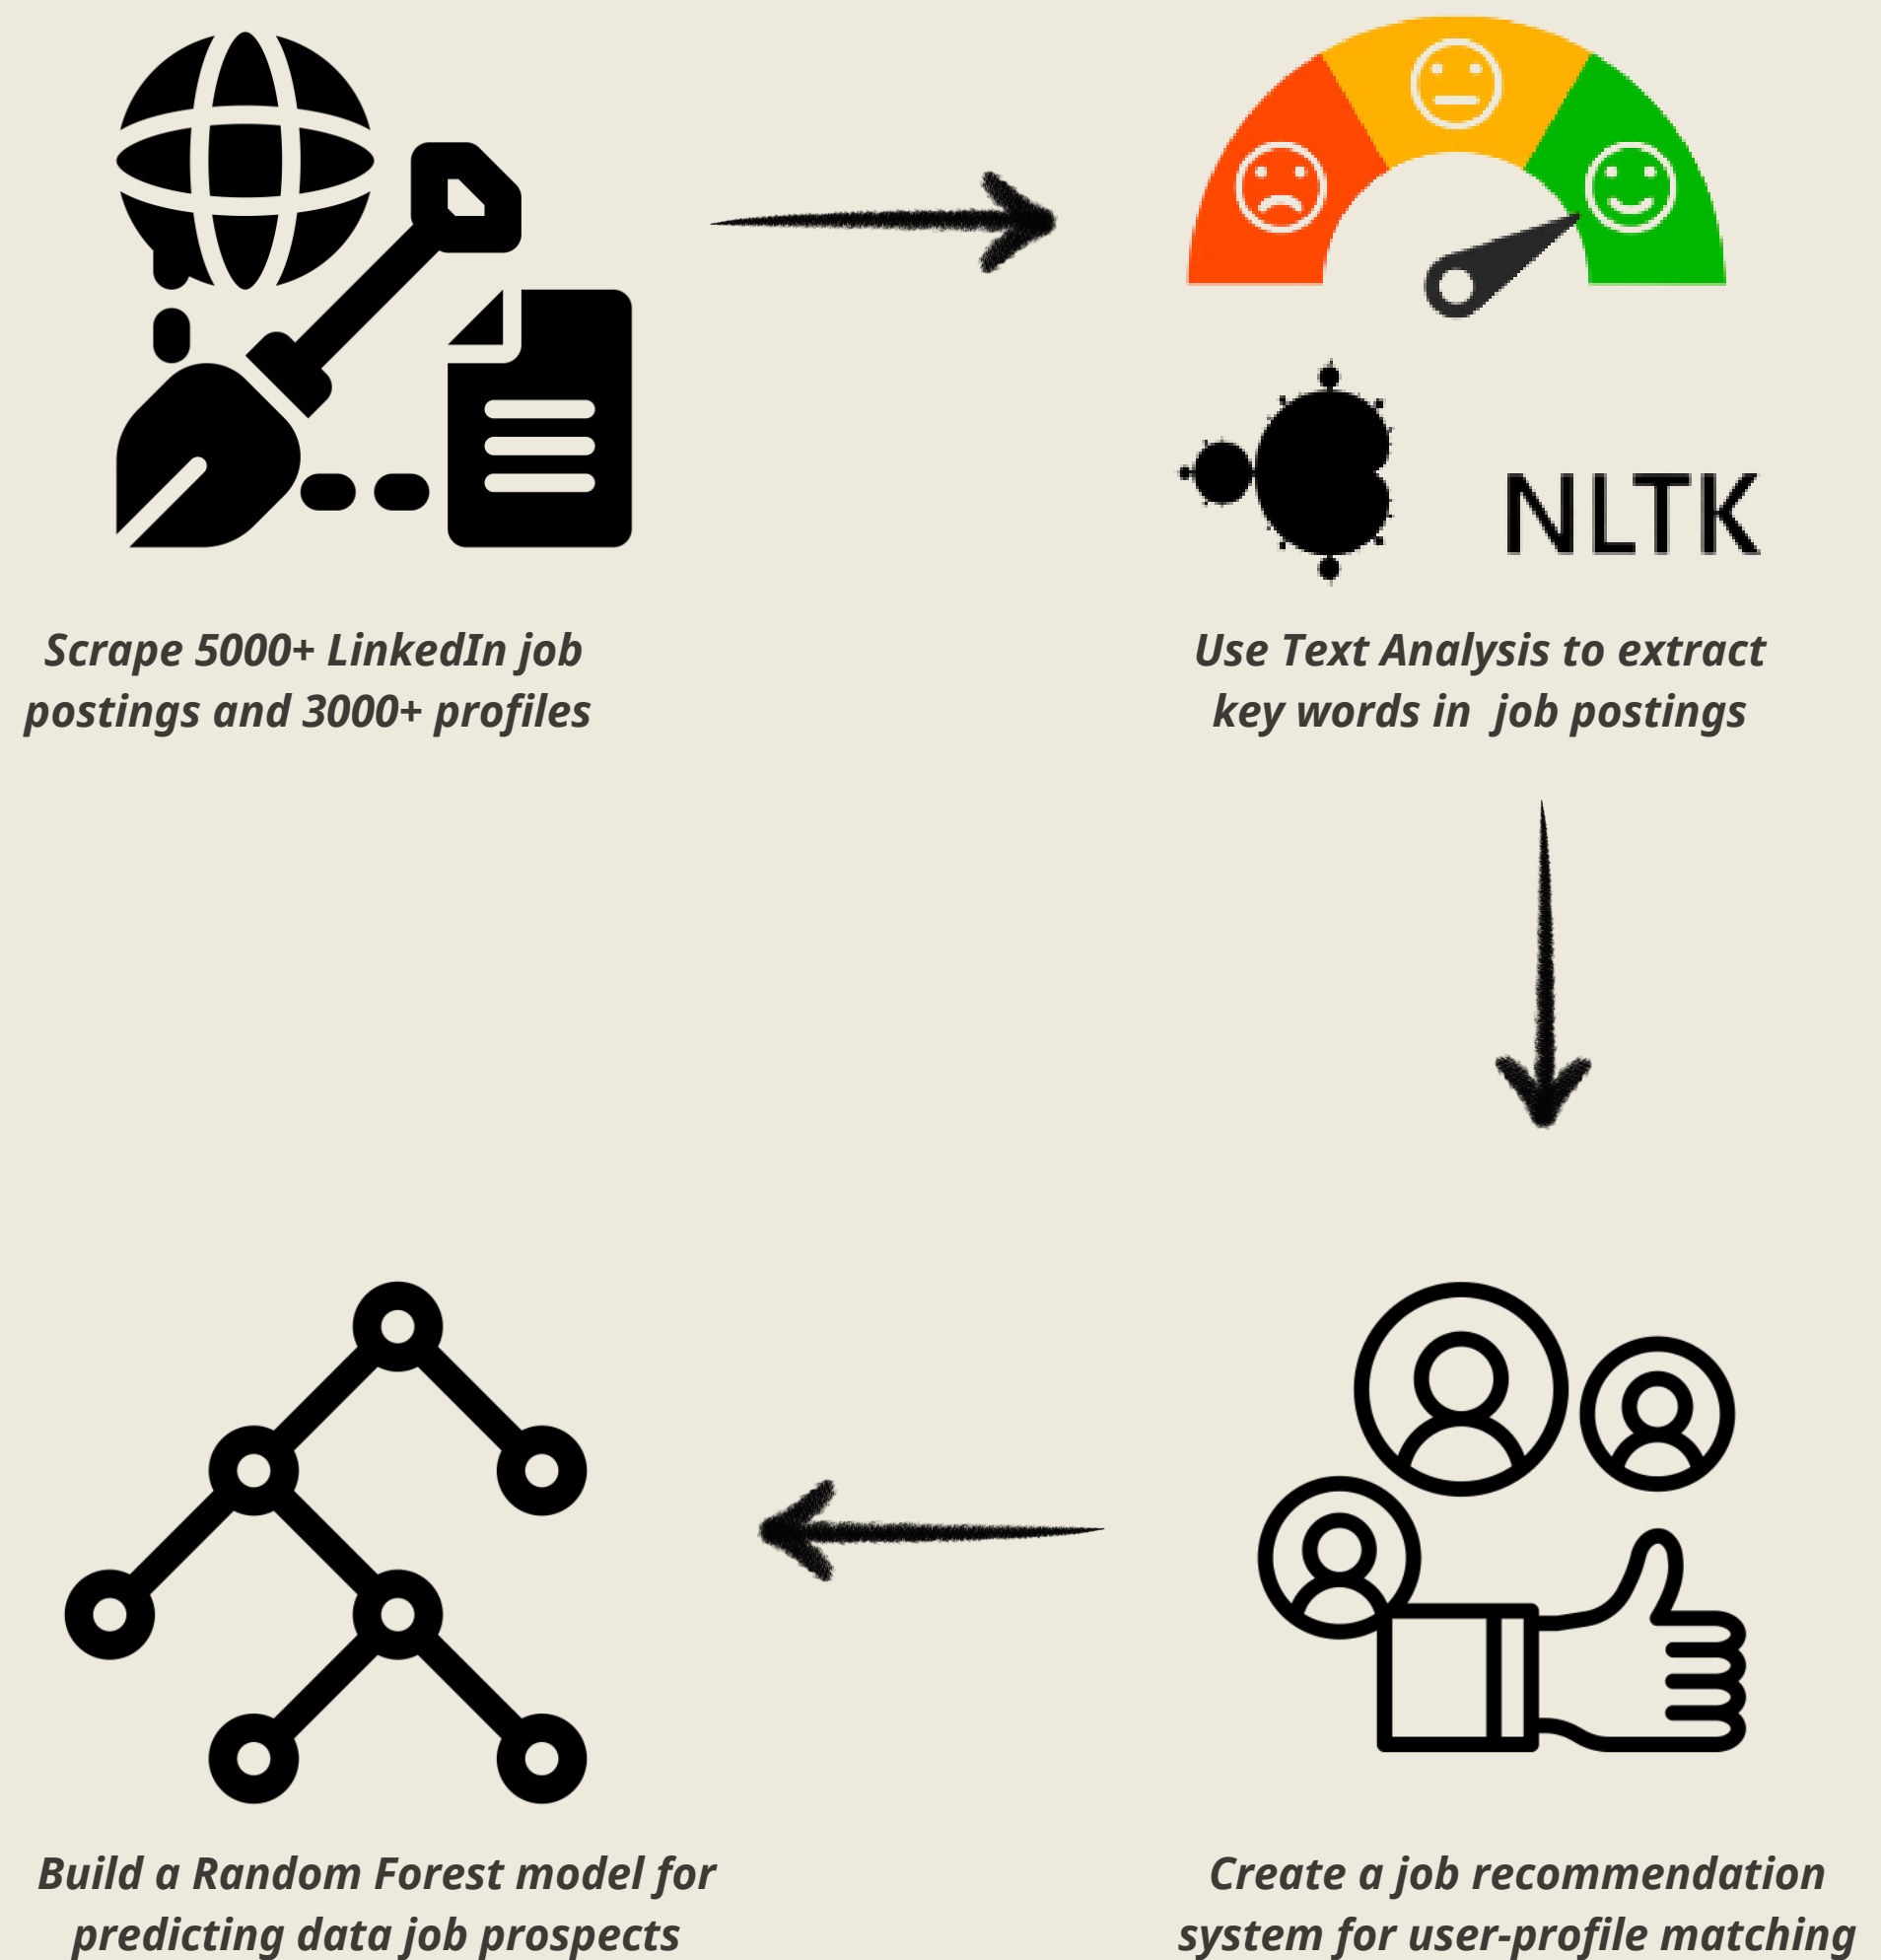 NLTK
Scrape 5000+ LinkedIn job
postings and 3000+ profiles
Use Text Analysis to extract
key words in  job postings
Build a Random Forest model for
predicting data job prospects
Create a job recommendation
system for user-profile matching